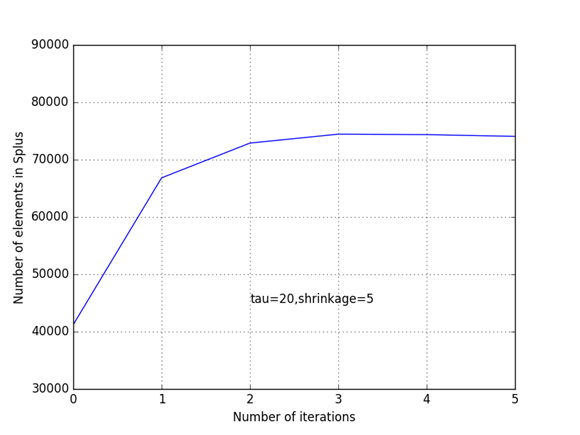 90000
80000
70000
60000
50000
40000
30000
Number of elements in Splus
tau=20,shrinkage=5
0 1 2 3 4 5
Number of iterations